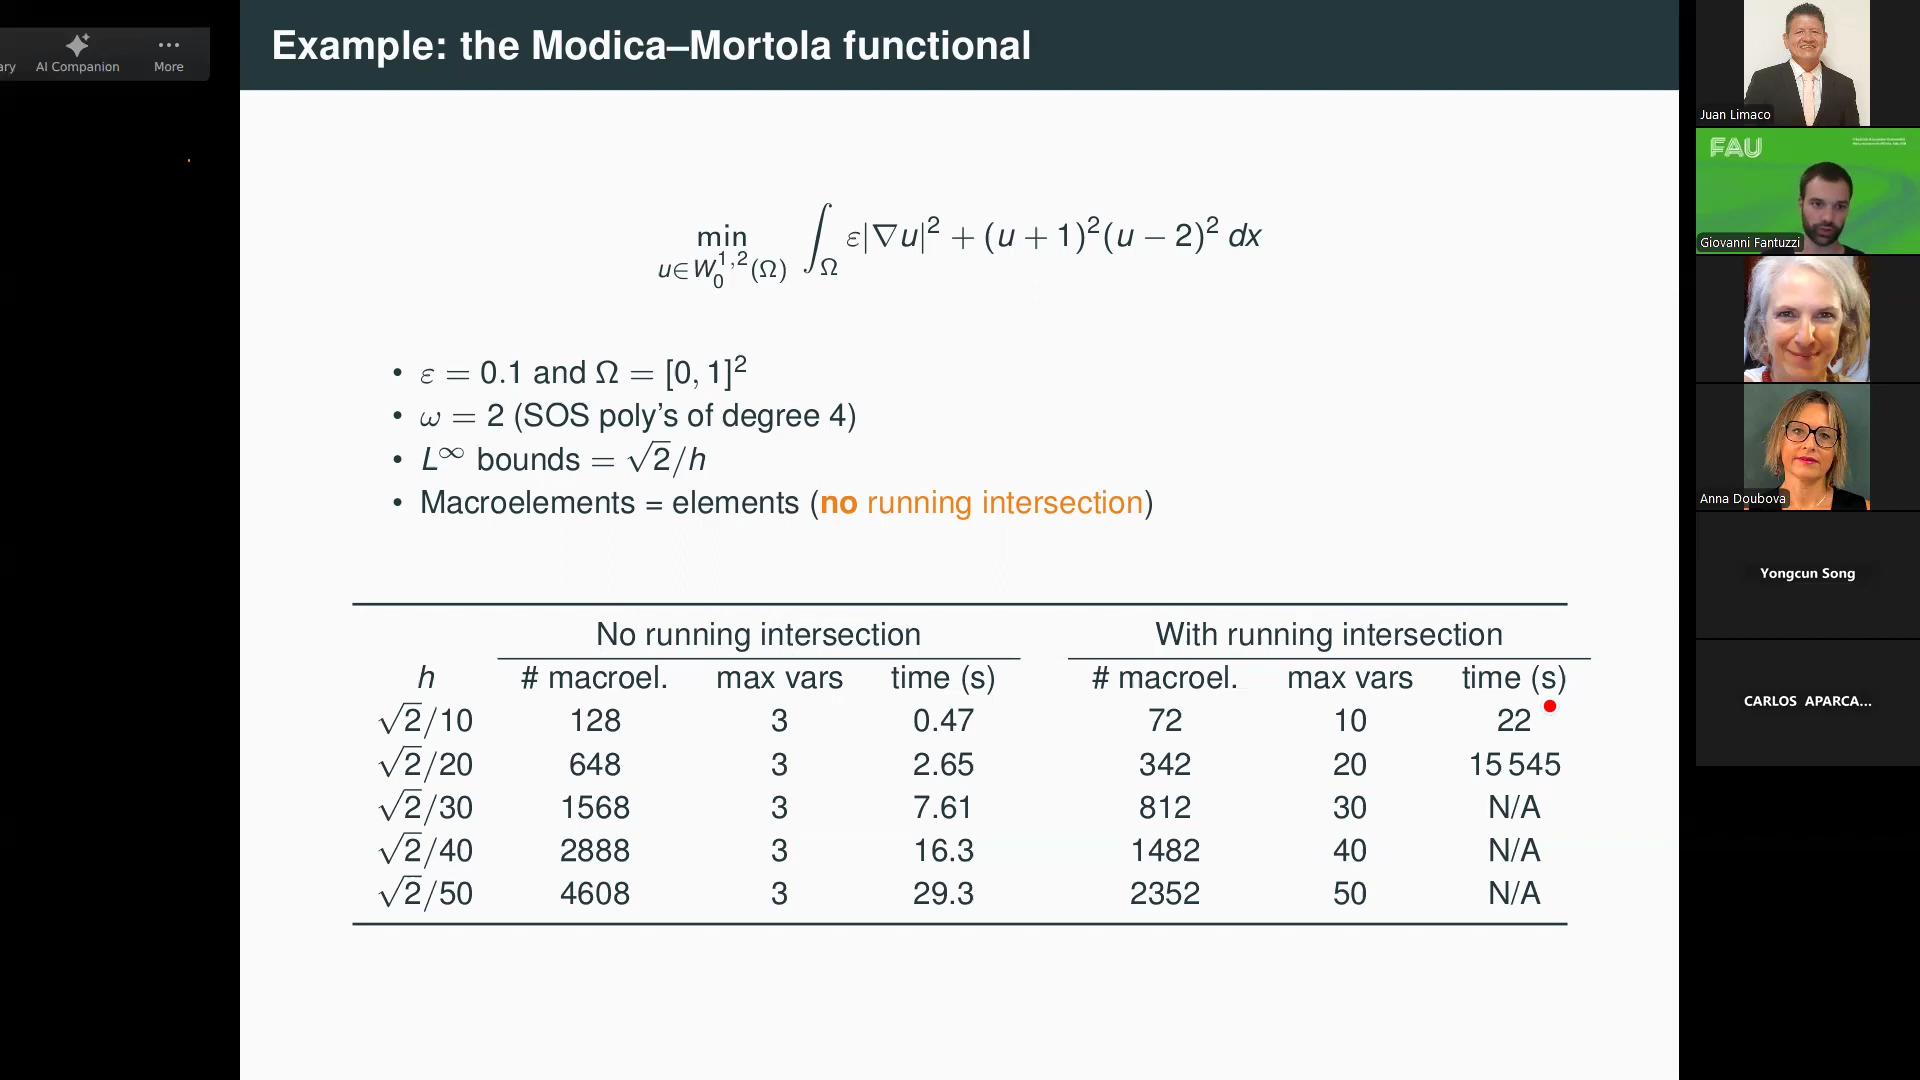 Example: the Modica–Mortola functional
ary AI Companion More
min_{u∈W_0^{1,2}(Ω)} ∫_Ω ε|∇u|² + (u + 1)²(u − 2)² dx
• ε = 0.1 and Ω = [0, 1]²
• ω = 2 (SOS poly's of degree 4)
• L^∞ bounds = √2/h
• Macroelements = elements (no running intersection)
No running intersection With running intersection
h # macroel. max vars time (s) # macroel. max vars time (s)
√2/10 128 3 0.47 72 10 22
√2/20 648 3 2.65 342 20 15 545
√2/30 1568 3 7.61 812 30 N/A
√2/40 2888 3 16.3 1482 40 N/A
√2/50 4608 3 29.3 2352 50 N/A
Juan Limaco
FAU
Giovanni Fantuzzi
Anna Doubova
Yongcun Song
CARLOS APARCA...